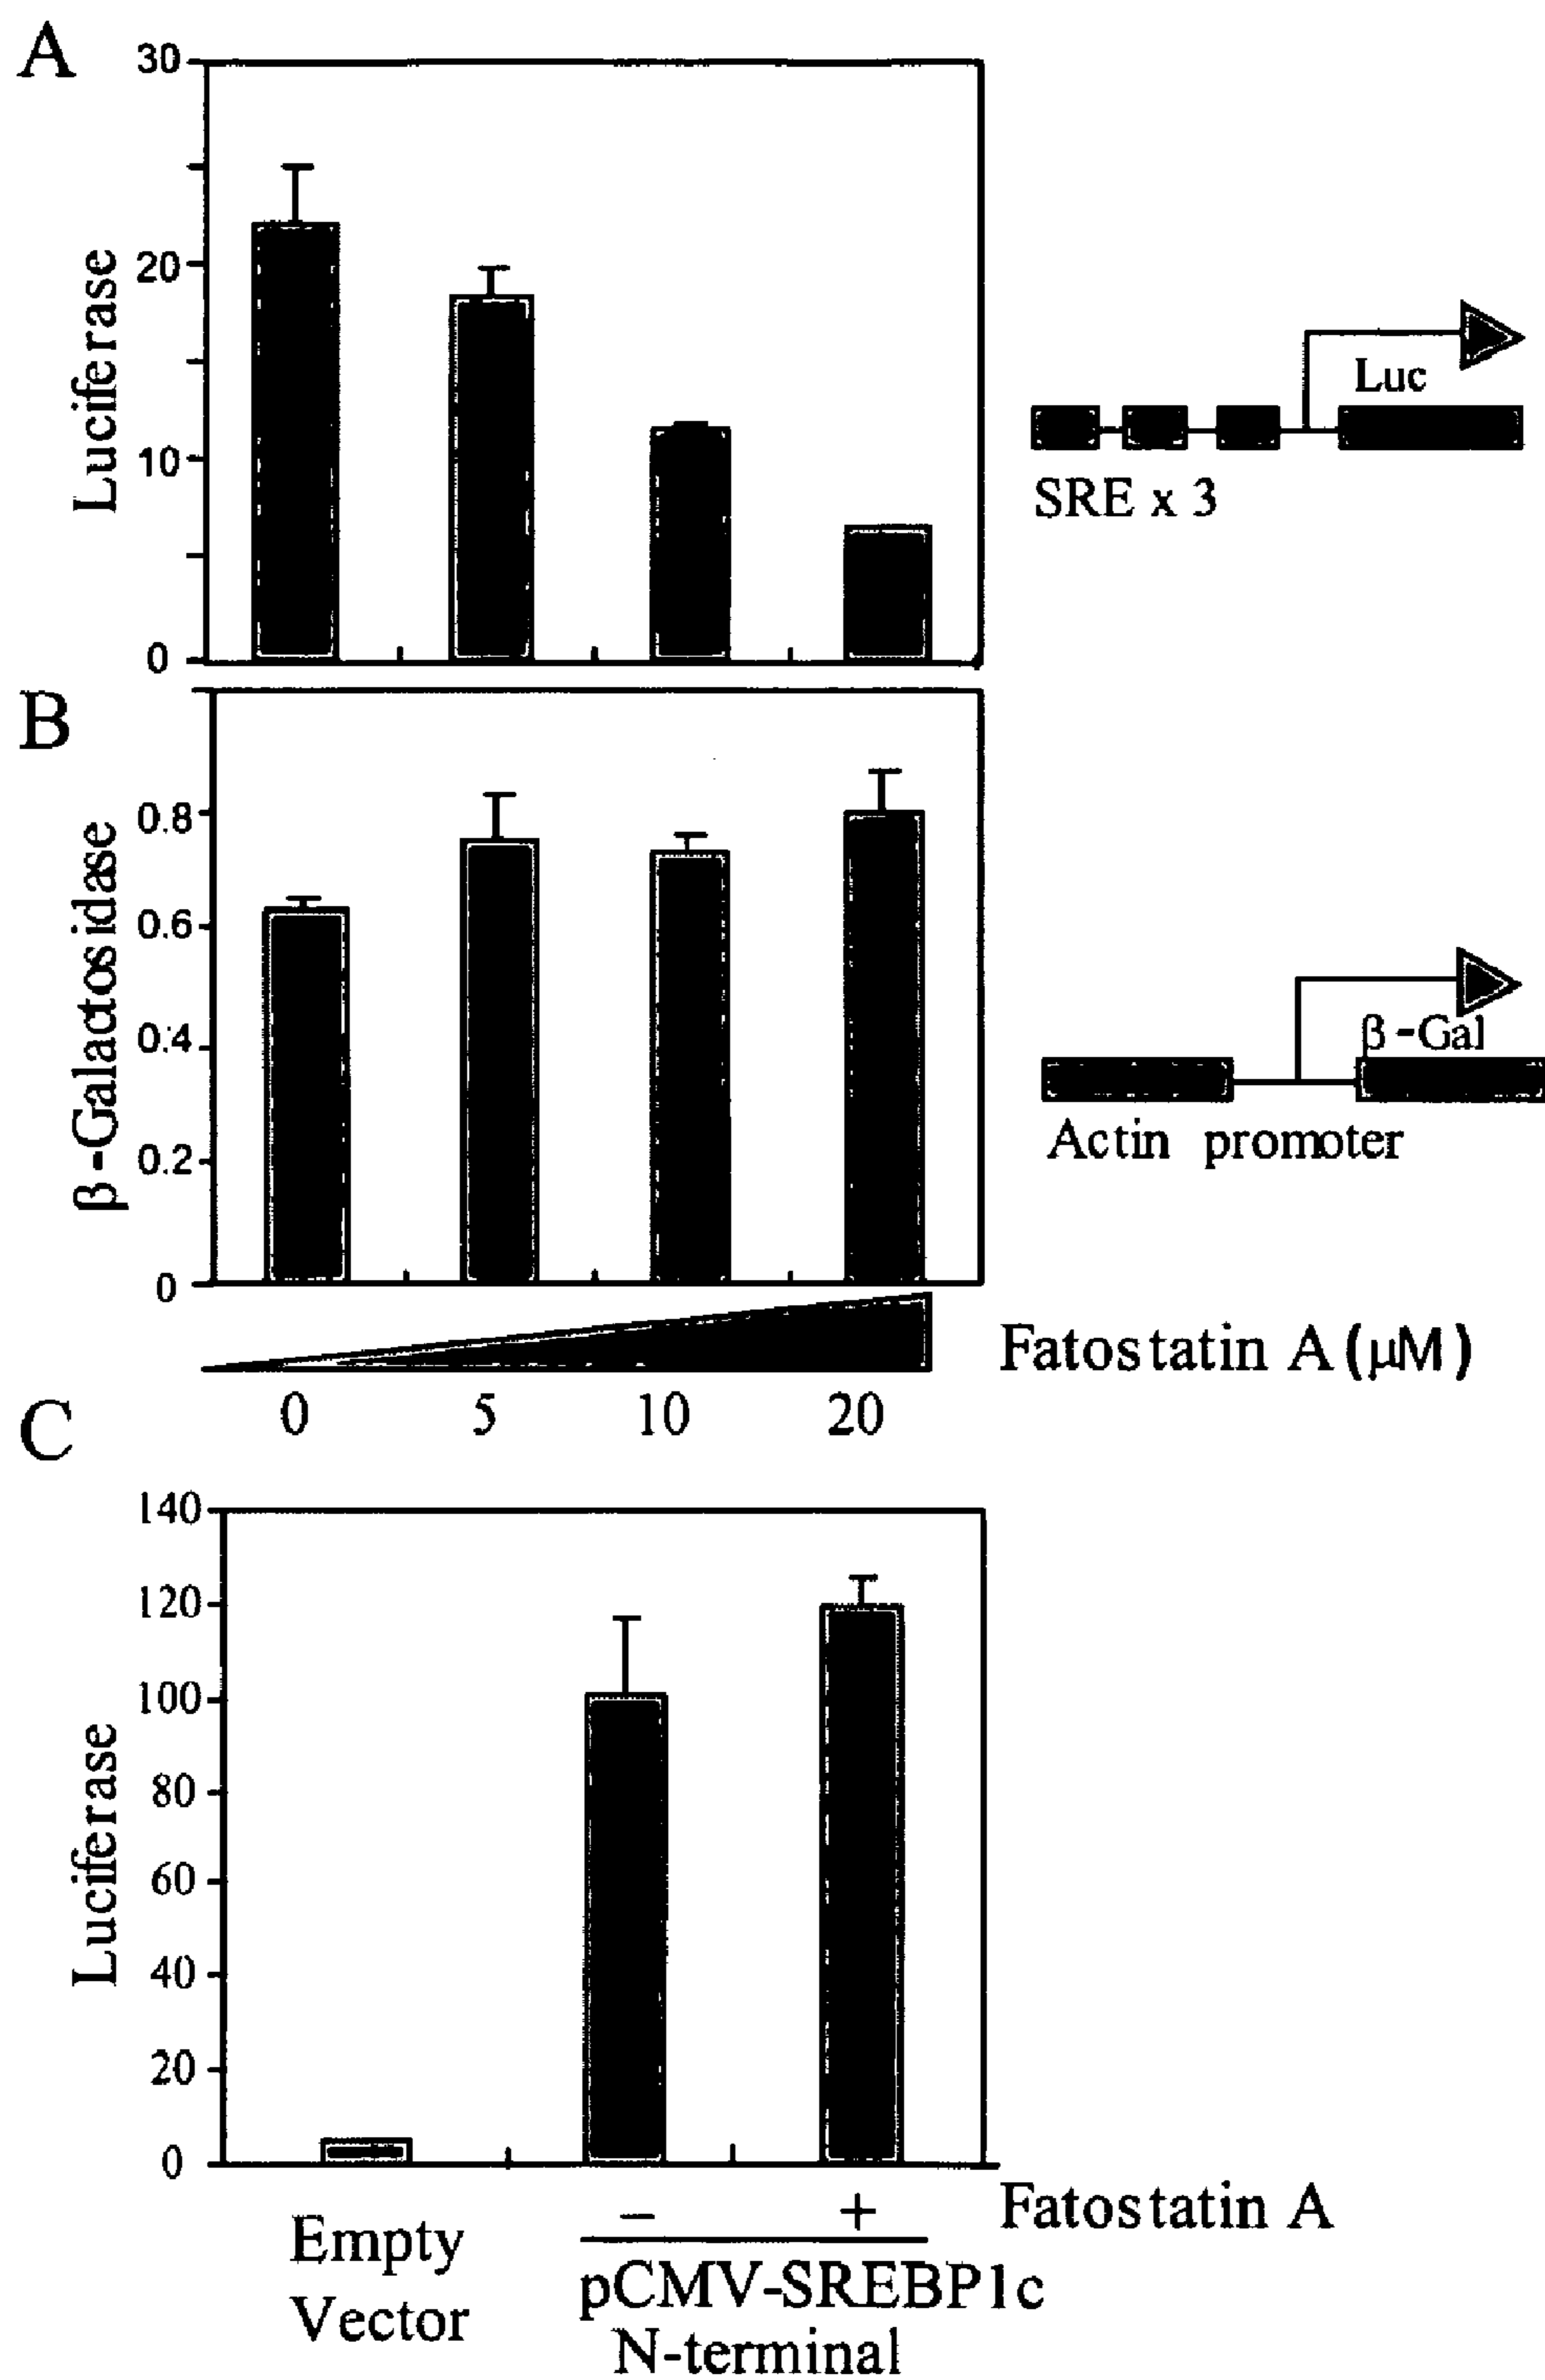 A
30
20
10
0
Luciferase
Luc
SRE x 3
B
0.8
0.6
0.4
0.2
0
β-Galactosidase
β-Gal
Actin promoter
Fatostatin A (μM)
0 5 10 20
C
140
120
100
80
60
40
20
0
Luciferase
− + Fatostatin A
Empty
Vector
pCMV-SREBP1c
N-terminal